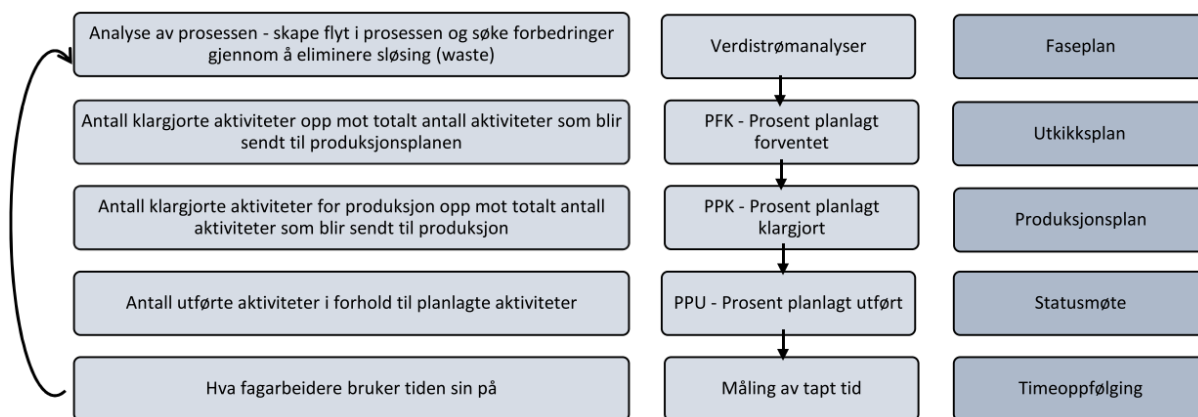 Analyse av prosessen - skape flyt i prosessen og søke forbedringer
gjennom å eliminere sløsing (waste)
Verdistrømanalyser
Faseplan
Antall klargjorte aktiviteter opp mot totalt antall aktiviteter som blir
sendt til produksjonsplanen
PFK - Prosent planlagt
forventet
Utkikksplan
Antall klargjorte aktiviteter for produksjon opp mot totalt antall
aktiviteter som blir sendt til produksjon
PPK - Prosent planlagt
klargjort
Produksjonsplan
Antall utførte aktiviteter i forhold til planlagte aktiviteter
PPU - Prosent planlagt utført
Statusmøte
Hva fagarbeidere bruker tiden sin på
Måling av tapt tid
Timeoppfølging